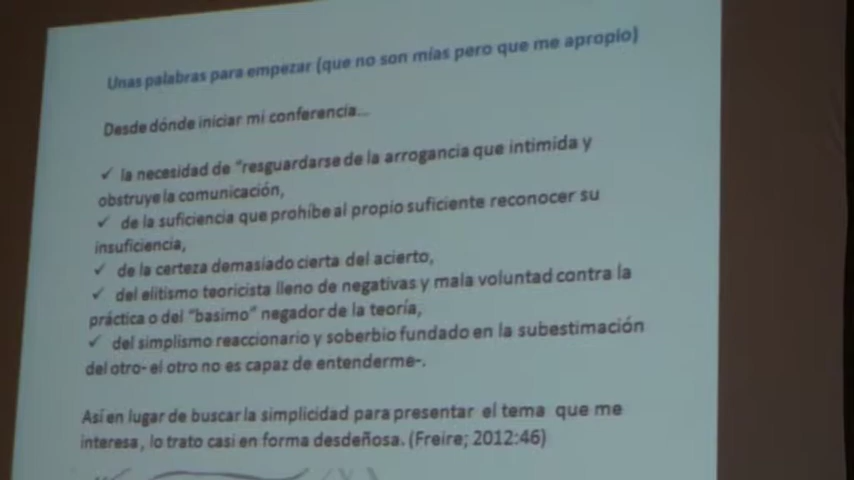 Unas palabras para empezar (que no son mías pero que me apropio)
Desde dónde iniciar mi conferencia...
✓ la necesidad de "resguardarse de la arrogancia que intimida y
obstruye la comunicación,
✓ de la suficiencia que prohíbe al propio suficiente reconocer su
insuficiencia,
✓ de la certeza demasiado cierta del acierto,
✓ del elitismo teoricista lleno de negativas y mala voluntad contra la
práctica o del "basimo" negador de la teoría,
✓ del simplismo reaccionario y soberbio fundado en la subestimación
del otro- el otro no es capaz de entenderme-.
Así en lugar de buscar la simplicidad para presentar el tema que me
interesa, lo trato casi en forma desdeñosa. (Freire; 2012:46)